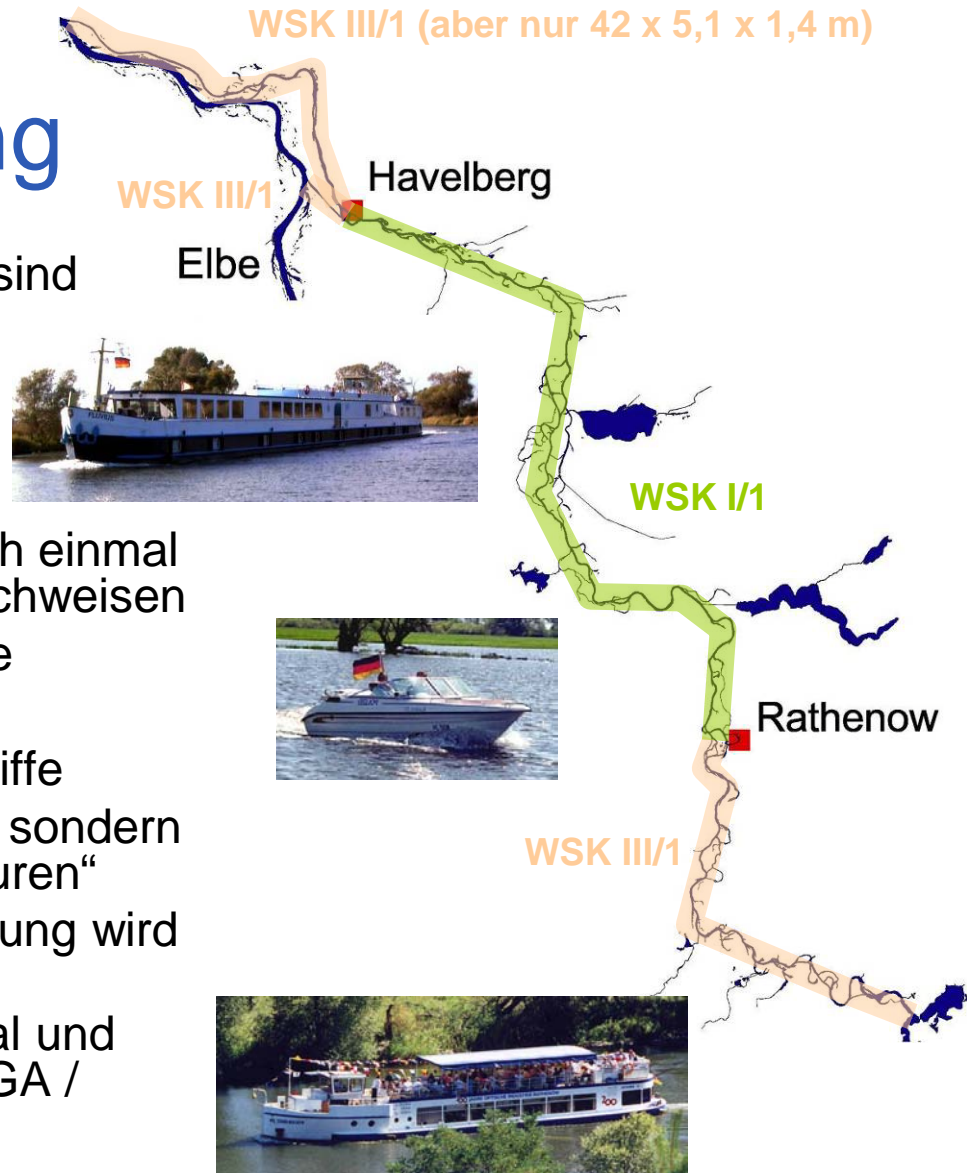 WSK III/1 (aber nur 42 x 5,1 x 1,4 m)
ng
WSK III/1
Havelberg
Elbe
sind
WSK I/1
h einmal
chweisen
e
Rathenow
iffe
sondern
uren“
WSK III/1
ung wird
al und
GA /